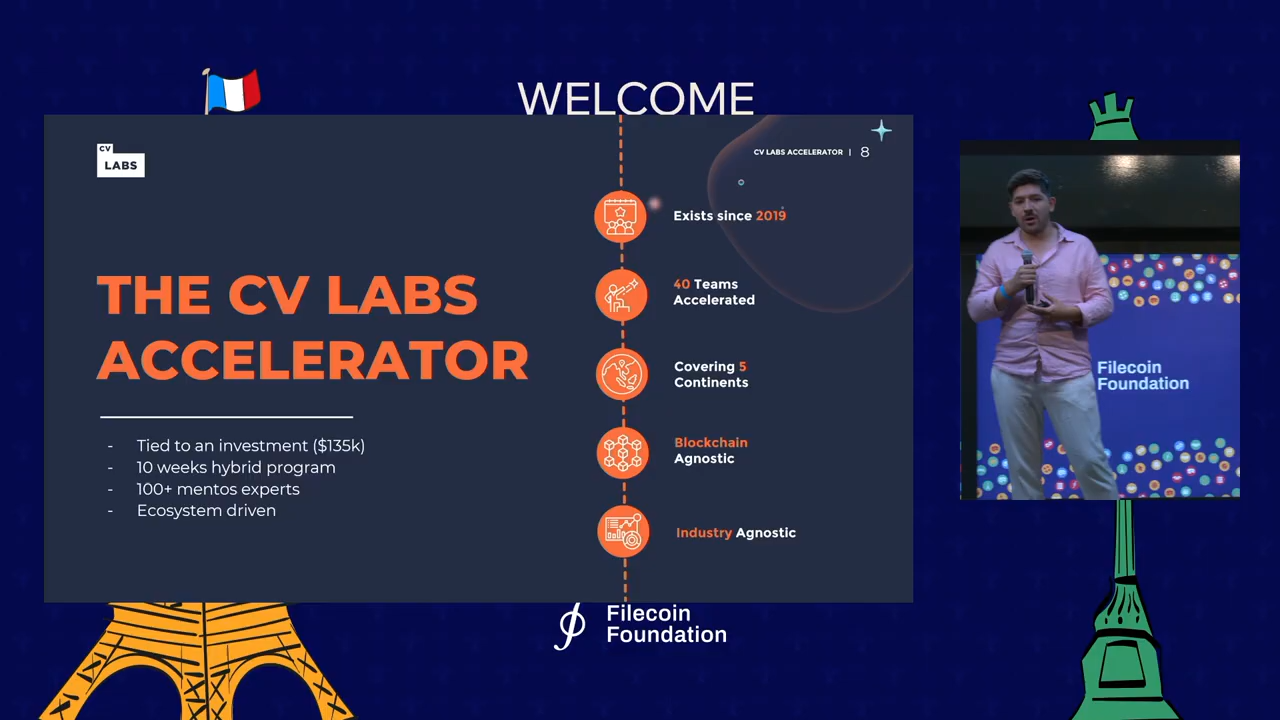 WELCOME
CV
LABS
CV LABS ACCELERATOR | 8
THE CV LABS
ACCELERATOR
- Tied to an investment ($135k)
- 10 weeks hybrid program
- 100+ mentos experts
- Ecosystem driven
Exists since 2019
40 Teams
Accelerated
Covering 5
Continents
Blockchain
Agnostic
Industry Agnostic
Filecoin
Foundation
Filecoin
Foundation